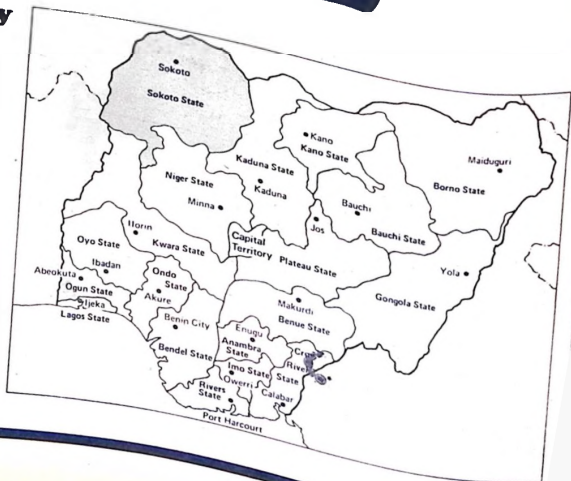 y
Sokoto
Sokoto State
Kano
Kano State
Maiduguri
Kaduna State
Borno State
Niger State
Kaduna
Bauchi
Minna
Jos
Bauchi State
Ilorin
Oyo State
Kwara State
Capital
Territory
Plateau State
Yola
Ibadan
Ondo
State
Abeokuta
Ogun State
Akure
Gongola State
Ikeja
Lagos State
Makurdi
Benue State
Benin City
Enugu
Anambra
State
Cross
River
State
Bendel State
Imo State
Owerri
Rivers
State
Calabar
Port Harcourt